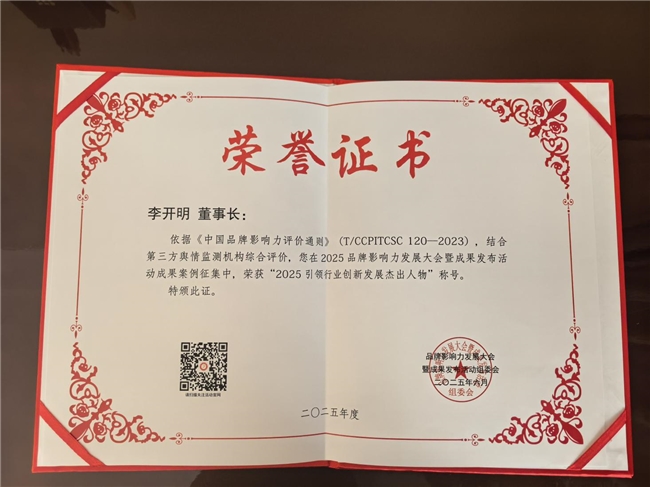 荣誉证书
李开明 董事长：
依据《中国品牌影响力评价通则》（T/CCPITCSC 120—2023），结合
第三方舆情监测机构综合评价，您在2025品牌影响力发展大会暨成果发布活
动成果案例征集中，荣获“2025引领行业创新发展杰出人物”称号。
特颁此证。
品牌影响力发展大会
暨成果发布活动组委会
二〇二五年六月
组委会
二〇二五年度